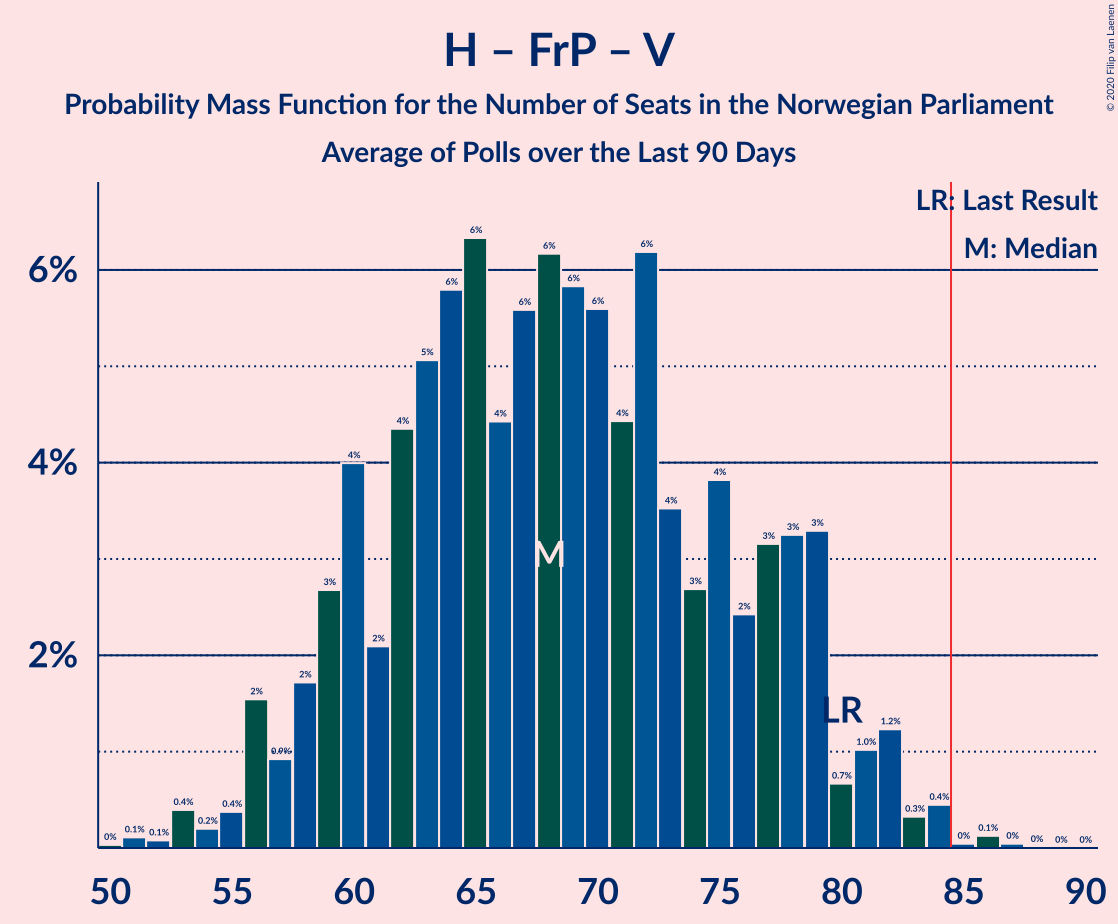 H – FrP – V
Probability Mass Function for the Number of Seats in the Norwegian Parliament
Average of Polls over the Last 90 Days
© 2020 Filip van Laenen
LR: Last Result
M: Median
6%
4%
2%
0% 0.1% 0.1% 0.4% 0.2% 0.4% 2% 0.9% 2% 3% 4% 2% 4% 5% 6% 6% 4% 6% 6% 6% 6% 4% 6% 4% 3% 4% 2% 3% 3% 3% 0.7% 1.0% 1.2% 0.3% 0.4% 0% 0.1% 0% 0% 0% 0%
M
LR
50 55 60 65 70 75 80 85 90